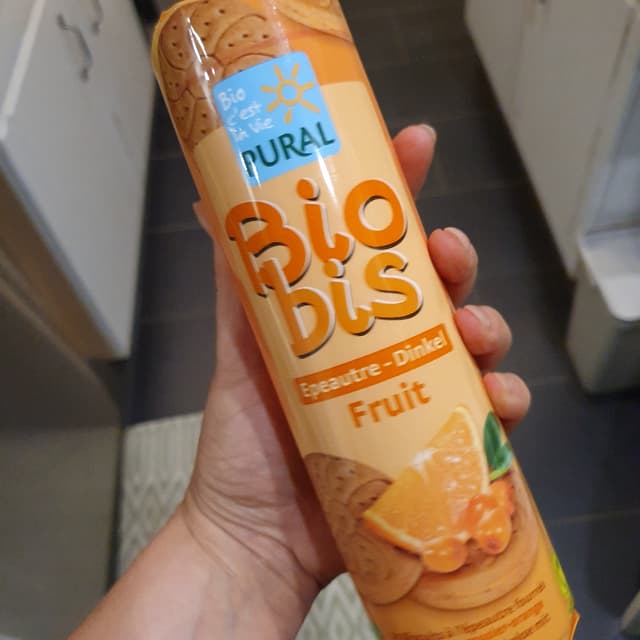 Bio
c'est
la vie
PURAL
Bio
bis
Epeautre - Dinkel
Fruit